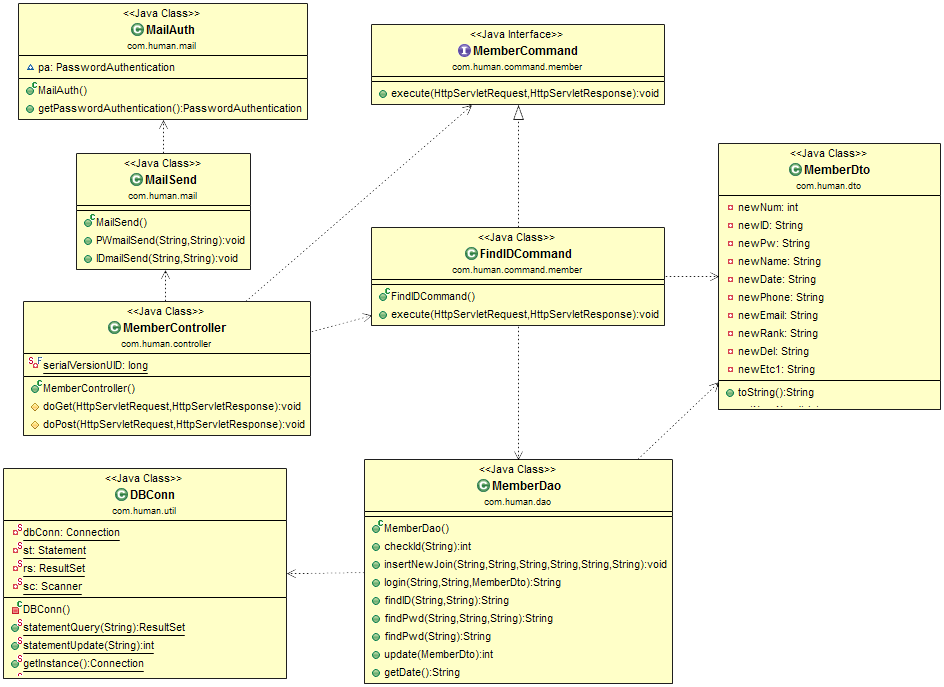 <<Java Class>>
MailAuth
com.human.mail
pa: PasswordAuthentication
MailAuth()
getPasswordAuthentication():PasswordAuthentication
<<Java Interface>>
MemberCommand
com.human.command.member
execute(HttpServletRequest,HttpServletResponse):void
<<Java Class>>
MailSend
com.human.mail
MailSend()
PWmailSend(String,String):void
IDmailSend(String,String):void
<<Java Class>>
MemberDto
com.human.dto
newNum: int
newID: String
newPw: String
newName: String
newDate: String
newPhone: String
newEmail: String
newRank: String
newDel: String
newEtc1: String
toString():String
<<Java Class>>
FindIDCommand
com.human.command.member
FindIDCommand()
execute(HttpServletRequest,HttpServletResponse):void
<<Java Class>>
MemberController
com.human.controller
serialVersionUID: long
MemberController()
doGet(HttpServletRequest,HttpServletResponse):void
doPost(HttpServletRequest,HttpServletResponse):void
<<Java Class>>
DBConn
com.human.util
dbConn: Connection
st: Statement
rs: ResultSet
sc: Scanner
DBConn()
statementQuery(String):ResultSet
statementUpdate(String):int
getInstance():Connection
<<Java Class>>
MemberDao
com.human.dao
MemberDao()
checkId(String):int
insertNewJoin(String,String,String,String,String,String):void
login(String,String,MemberDto):String
findID(String,String):String
findPwd(String,String,String):String
findPwd(String):String
update(MemberDto):int
getDate():String